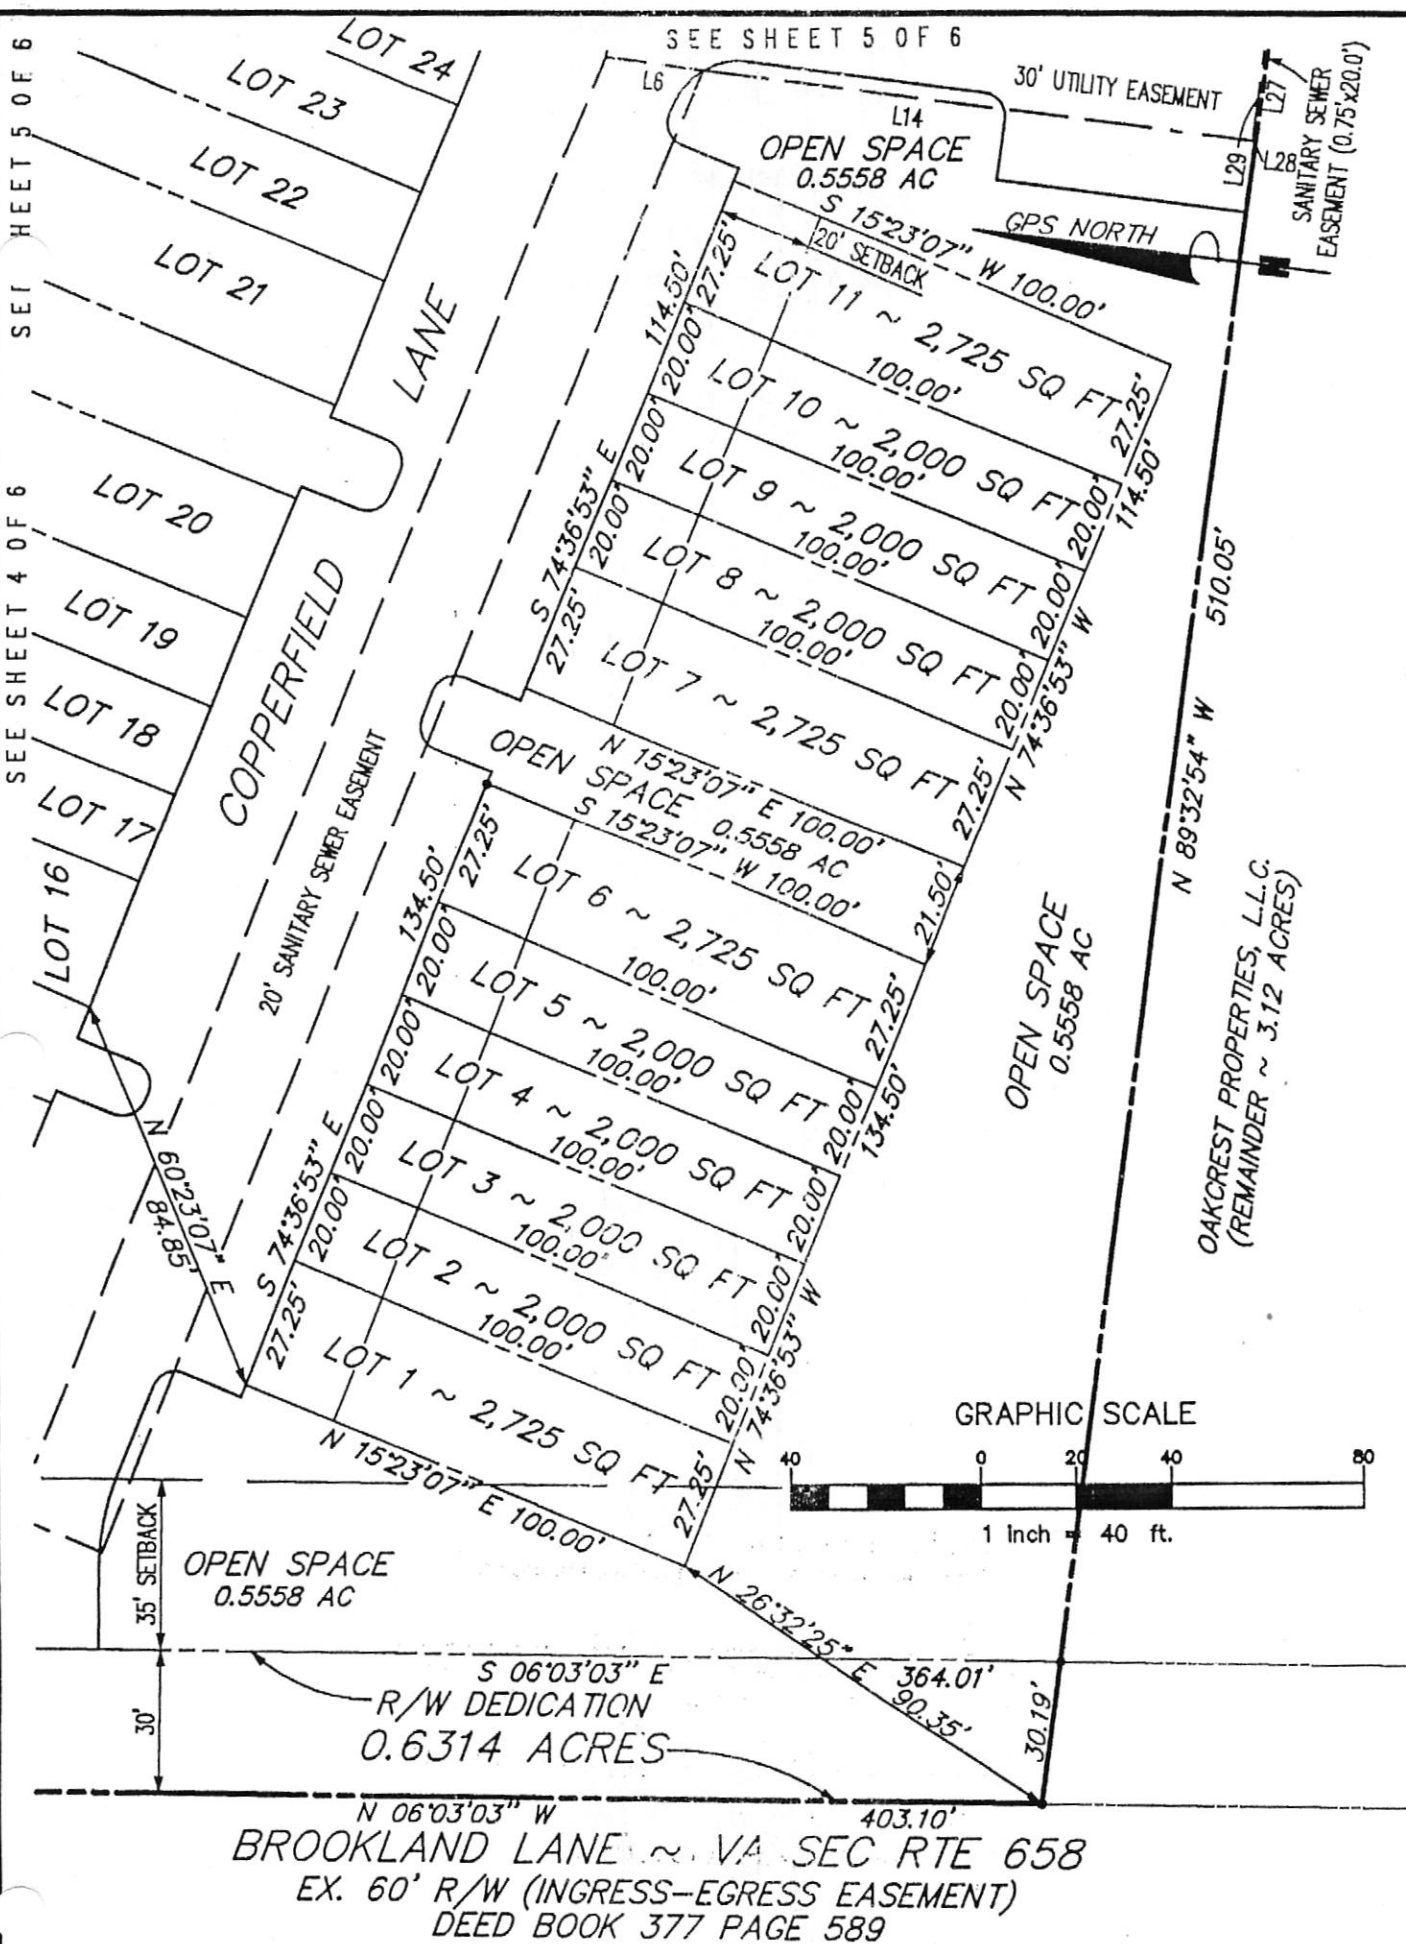 SEE SHEET 5 OF 6
SEE SHEET 4 OF 6
SEE SHEET 5 OF 6
LOT 24
LOT 23
LOT 22
LOT 21
LOT 20
LOT 19
LOT 18
LOT 17
LOT 16
COPPERFIELD LANE
20' SANITARY SEWER EASEMENT
L6
L14
30' UTILITY EASEMENT
L27
L28
L29
SANITARY SEWER
EASEMENT (0.75'x20.0')
OPEN SPACE
0.5558 AC
GPS NORTH
N
S 15°23'07" W 100.00'
20' SETBACK
114.50'
27.25'
LOT 11 ~ 2,725 SQ FT
27.25'
100.00'
20.00'
LOT 10 ~ 2,000 SQ FT
20.00'
114.50'
100.00'
20.00'
LOT 9 ~ 2,000 SQ FT
20.00'
100.00'
S 74°36'53" E
20.00'
LOT 8 ~ 2,000 SQ FT
20.00'
N 74°36'53" W
100.00'
27.25'
LOT 7 ~ 2,725 SQ FT
27.25'
N 15°23'07" E 100.00'
OPEN SPACE 0.5558 AC
S 15°23'07" W 100.00'
21.50'
134.50'
27.25'
LOT 6 ~ 2,725 SQ FT
27.25'
100.00'
20.00'
LOT 5 ~ 2,000 SQ FT
20.00'
134.50'
100.00'
20.00'
LOT 4 ~ 2,000 SQ FT
20.00'
100.00'
20.00'
LOT 3 ~ 2,000 SQ FT
20.00'
100.00'
S 74°36'53" E
20.00'
LOT 2 ~ 2,000 SQ FT
20.00'
N 74°36'53" W
100.00'
27.25'
LOT 1 ~ 2,725 SQ FT
27.25'
N 15°23'07" E 100.00'
N 60°23'07" E
84.85'
OPEN SPACE
0.5558 AC
N 89°32'54" W 510.05'
OAKCREST PROPERTIES, L.L.C.
(REMAINDER ~ 3.12 ACRES)
GRAPHIC SCALE
40 0 20 40 80
1 inch = 40 ft.
35' SETBACK
OPEN SPACE
0.5558 AC
N 26°32'25" E 90.35'
S 06°03'03" E 364.01'
30'
R/W DEDICATION
0.6314 ACRES
30.19'
N 06°03'03" W 403.10'
BROOKLAND LANE ~ VA SEC RTE 658
EX. 60' R/W (INGRESS-EGRESS EASEMENT)
DEED BOOK 377 PAGE 589